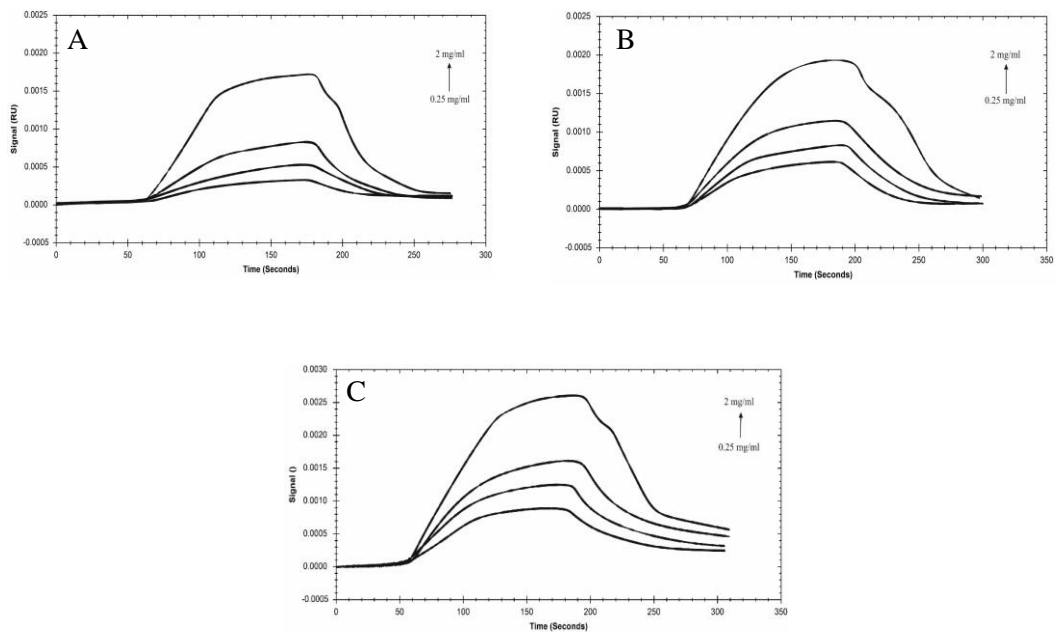 A
Signal (RU)
0.0025
0.0020
0.0015
0.0010
0.0005
0.0000
-0.0005
0 50 100 150 200 250 300
Time (Seconds)
2 mg/ml
0.25 mg/ml
B
Signal (RU)
0.0025
0.0020
0.0015
0.0010
0.0005
0.0000
-0.0005
0 50 100 150 200 250 300 350
Time (Seconds)
2 mg/ml
0.25 mg/ml
C
Signal ()
0.0030
0.0025
0.0020
0.0015
0.0010
0.0005
0.0000
-0.0005
0 50 100 150 200 250 300 350
Time (Seconds)
2 mg/ml
0.25 mg/ml